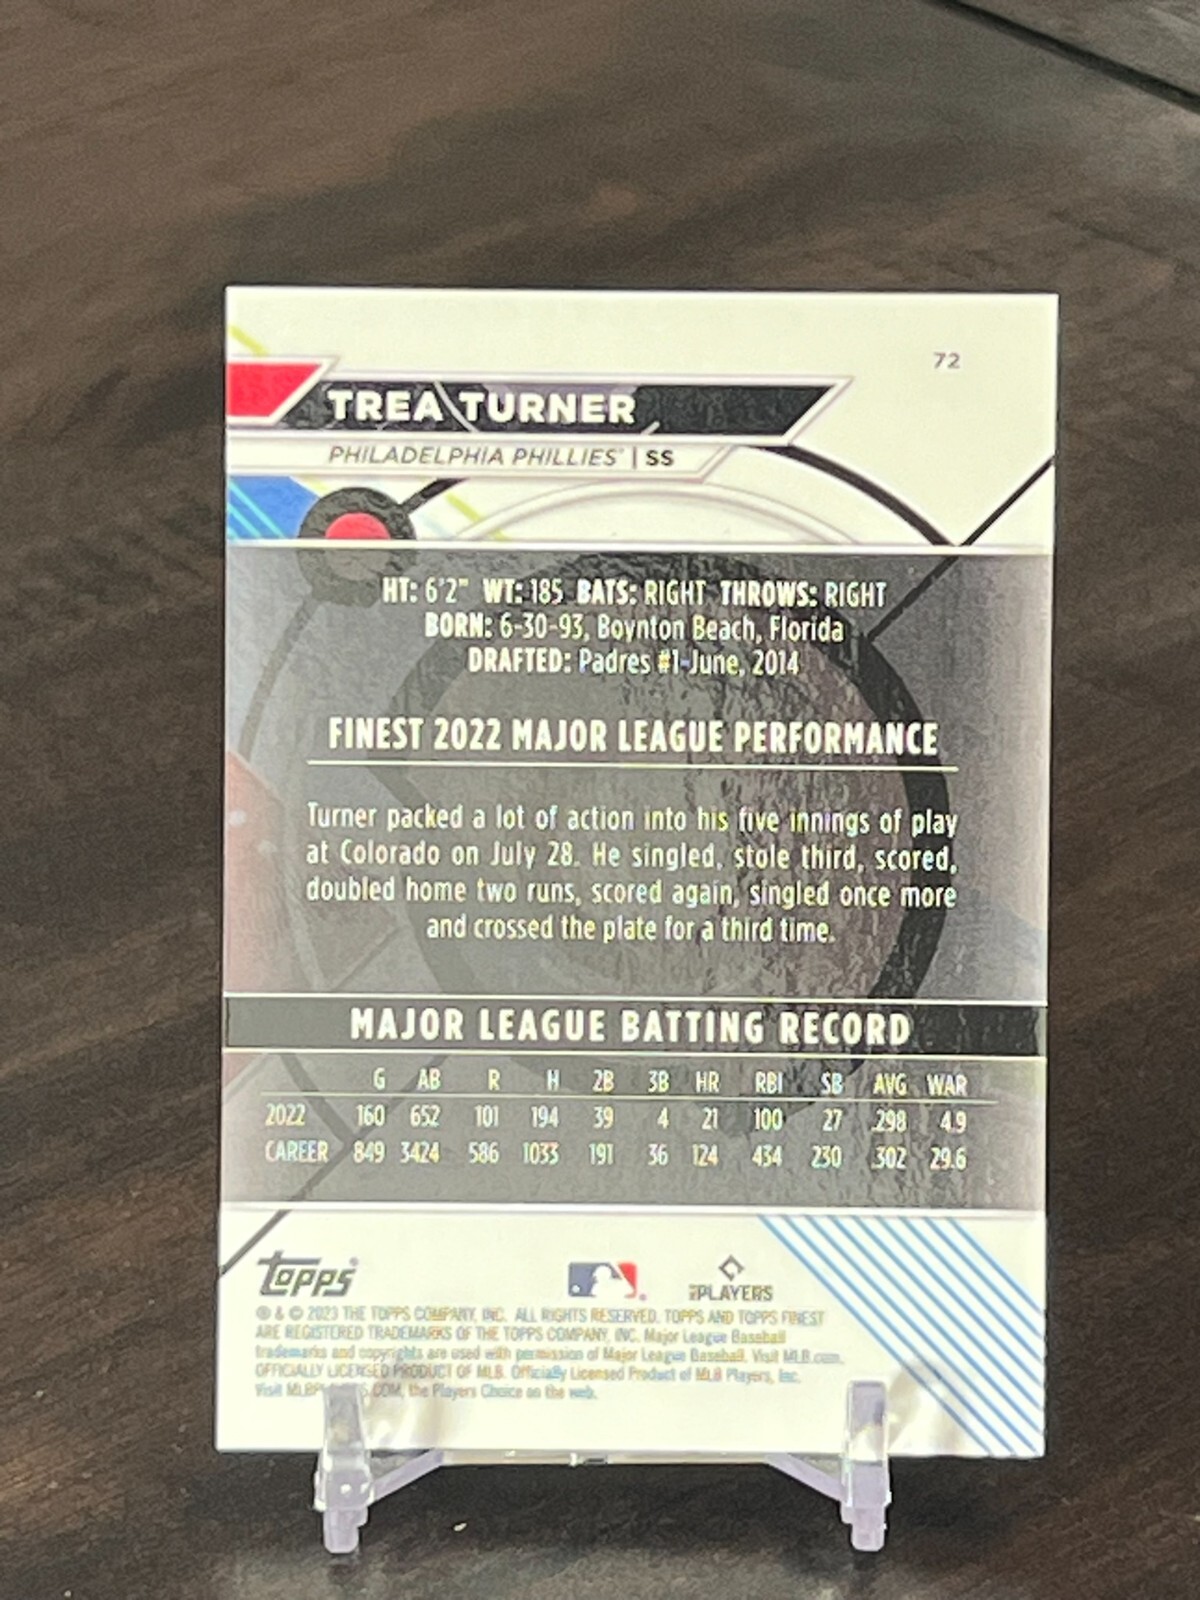 72
TREA TURNER
PHILADELPHIA PHILLIES® | SS
HT: 6'2" WT: 185 BATS: RIGHT THROWS: RIGHT
BORN: 6-30-93, Boynton Beach, Florida
DRAFTED: Padres #1-June, 2014
FINEST 2022 MAJOR LEAGUE PERFORMANCE
Turner packed a lot of action into his five innings of play
at Colorado on July 28. He singled, stole third, scored,
doubled home two runs, scored again, singled once more
and crossed the plate for a third time.
MAJOR LEAGUE BATTING RECORD
G AB R H 2B 3B HR RBI SB AVG WAR
2022 160 652 101 194 39 4 21 100 27 .298 4.9
CAREER 849 3424 586 1033 191 36 124 434 230 .302 29.6
topps®
PLAYERS
® & © 2023 THE TOPPS COMPANY, INC. ALL RIGHTS RESERVED. TOPPS AND TOPPS FINEST
ARE REGISTERED TRADEMARKS OF THE TOPPS COMPANY, INC. Major League Baseball
trademarks and copyrights are used with permission of Major League Baseball. Visit MLB.com.
OFFICIALLY LICENSED PRODUCT OF MLB. Officially Licensed Product of MLB Players, Inc.
Visit .COM, the Players Choice on the web.